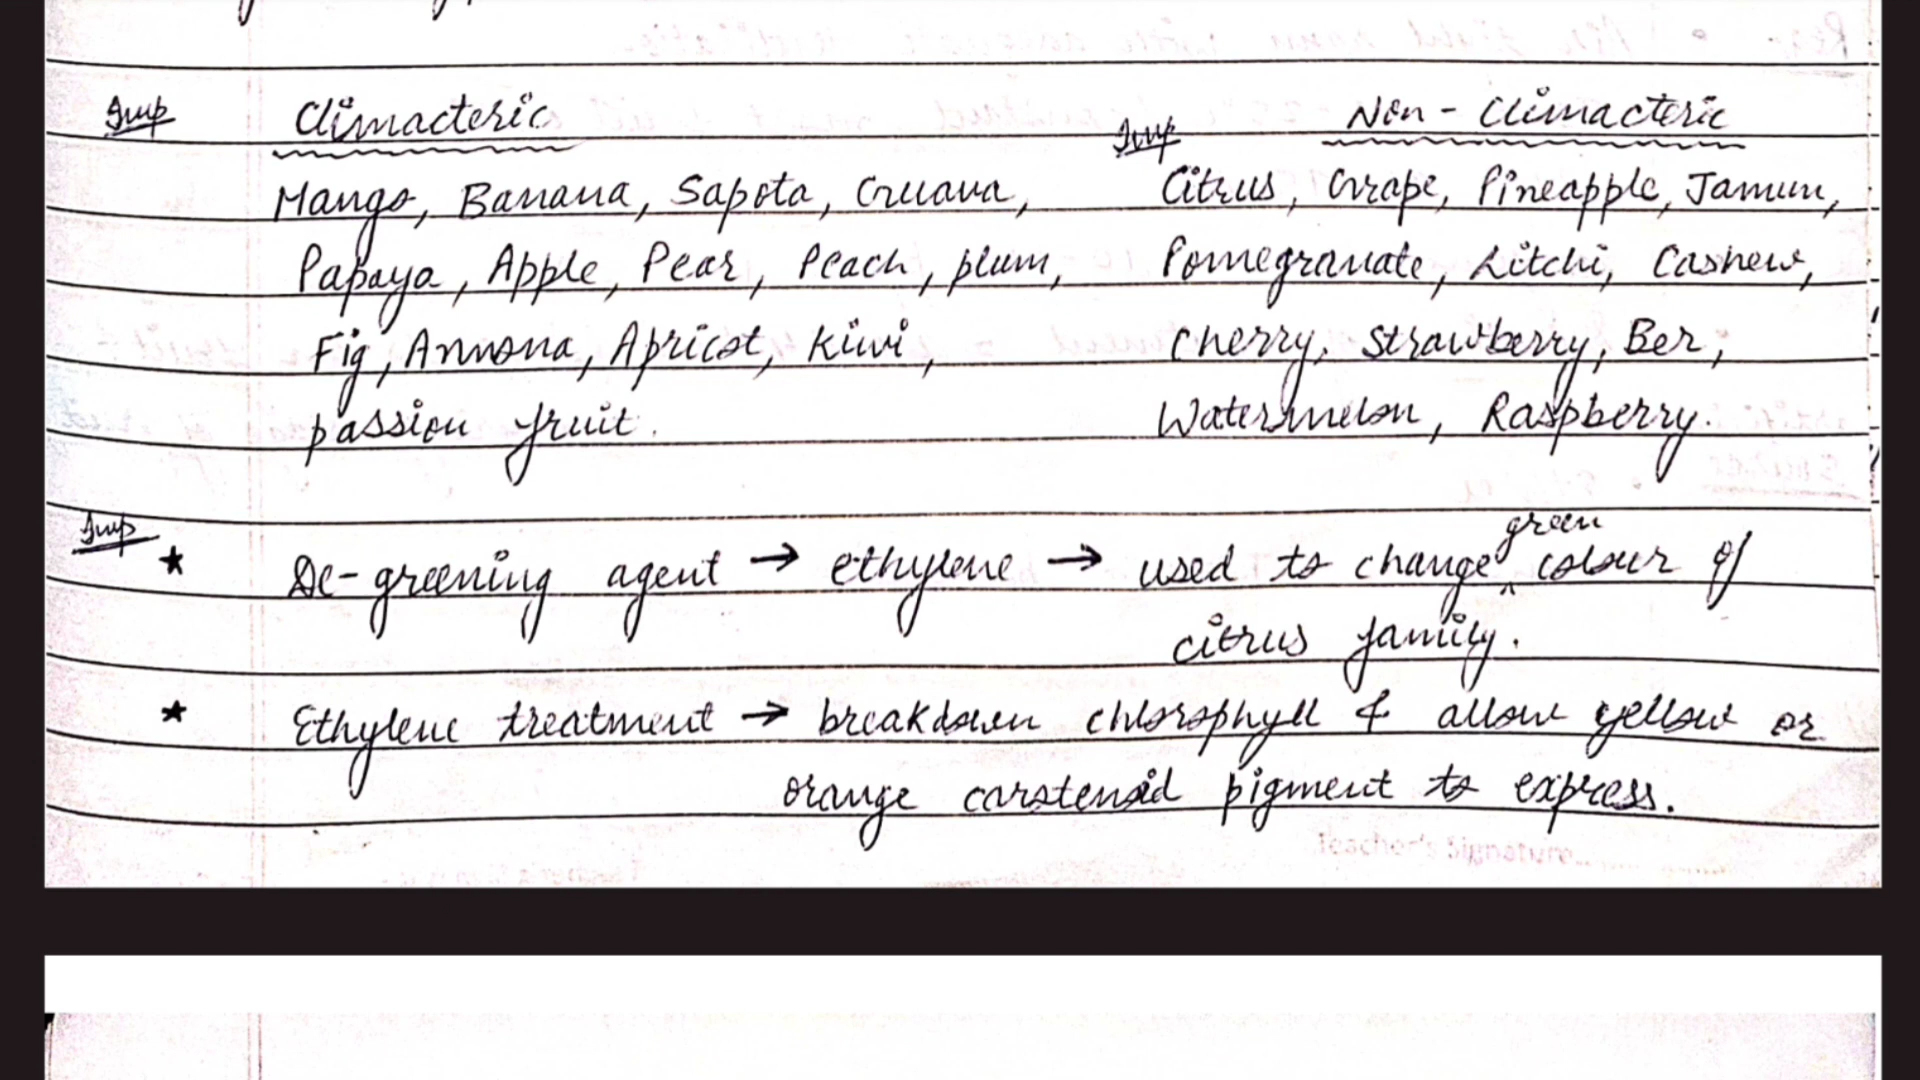 Imp Climacteric Imp Non-Climacteric
Mango, Banana, Sapota, Guava, Citrus, Grape, Pineapple, Jamun,
Papaya, Apple, Pear, Peach, plum, Pomegranate, Litchi, Cashew,
Fig, Annona, Apricot, Kiwi, Cherry, Strawberry, Ber,
passion fruit. Watermelon, Raspberry.
Imp
★ De-greening agent → ethylene → used to change green colour of
citrus family.
★ Ethylene treatment → breakdown chlorophyll & allow yellow or
orange carotenoid pigment to express.
Teacher's Signature